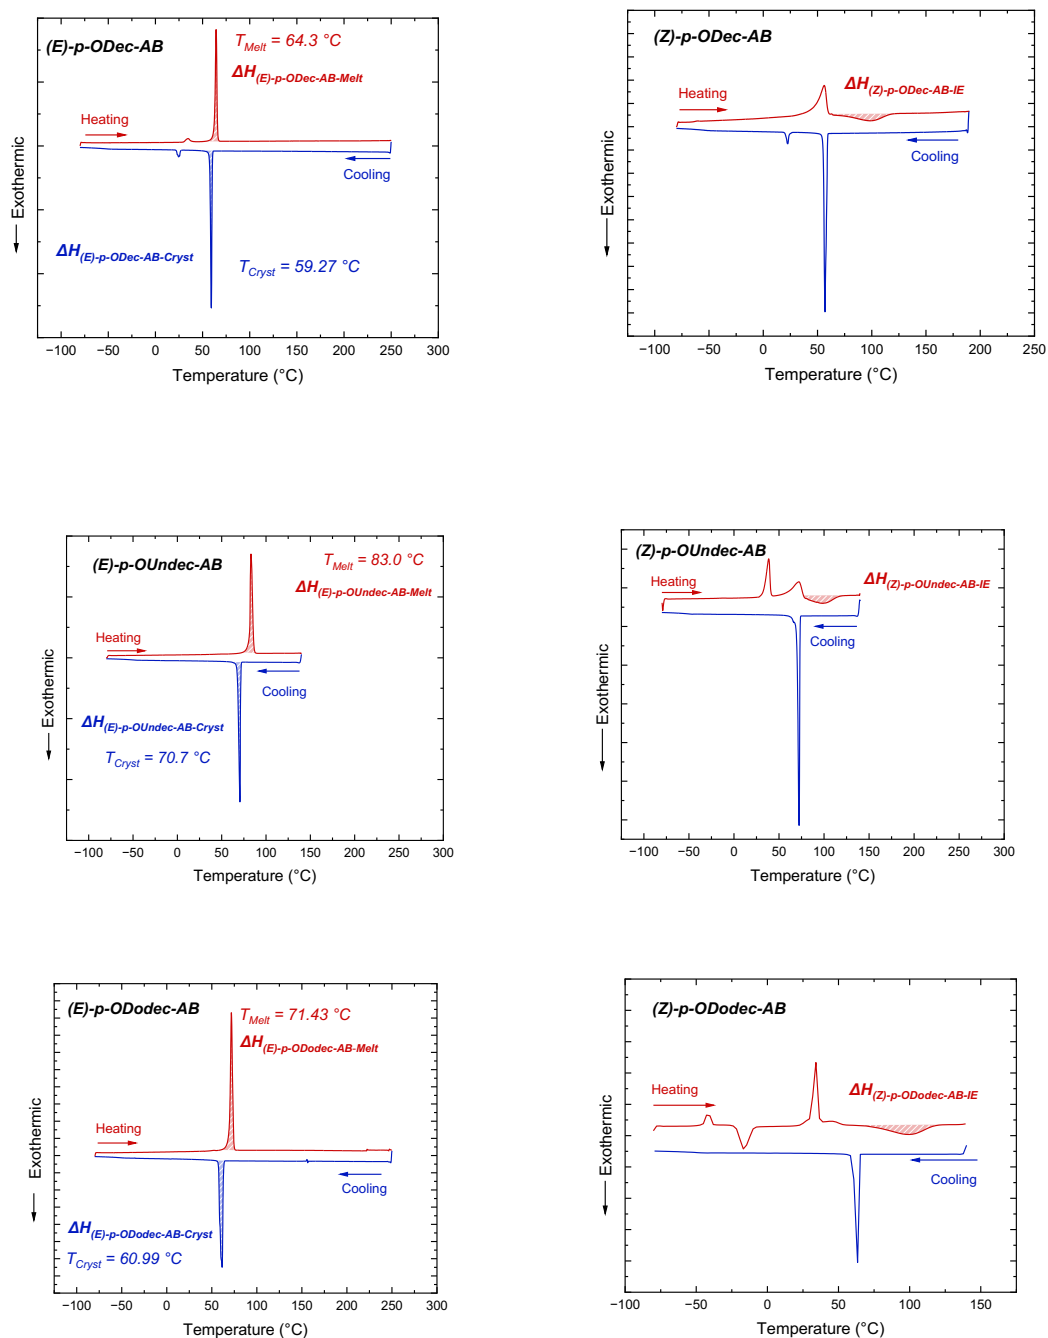 (E)-p-ODec-AB
T_Melt = 64.3 °C
ΔH_(E)-p-ODec-AB-Melt
Heating
Cooling
Exothermic
ΔH_(E)-p-ODec-AB-Cryst
T_Cryst = 59.27 °C
−100 −50 0 50 100 150 200 250 300
Temperature (°C)
(Z)-p-ODec-AB
ΔH_(Z)-p-ODec-AB-IE
Heating
Cooling
Exothermic
−100 −50 0 50 100 150 200 250
Temperature (°C)
(E)-p-OUndec-AB
T_Melt = 83.0 °C
ΔH_(E)-p-OUndec-AB-Melt
Heating
Cooling
Exothermic
ΔH_(E)-p-OUndec-AB-Cryst
T_Cryst = 70.7 °C
−100 −50 0 50 100 150 200 250 300
Temperature (°C)
(Z)-p-OUndec-AB
Heating
ΔH_(Z)-p-OUndec-AB-IE
Cooling
Exothermic
−100 −50 0 50 100 150 200 250 300
Temperature (°C)
(E)-p-ODodec-AB
T_Melt = 71.43 °C
ΔH_(E)-p-ODodec-AB-Melt
Heating
Cooling
Exothermic
ΔH_(E)-p-ODodec-AB-Cryst
T_Cryst = 60.99 °C
−100 −50 0 50 100 150 200 250 300
Temperature (°C)
(Z)-p-ODodec-AB
Heating
ΔH_(Z)-p-ODodec-AB-IE
Cooling
Exothermic
−100 −50 0 50 100 150
Temperature (°C)